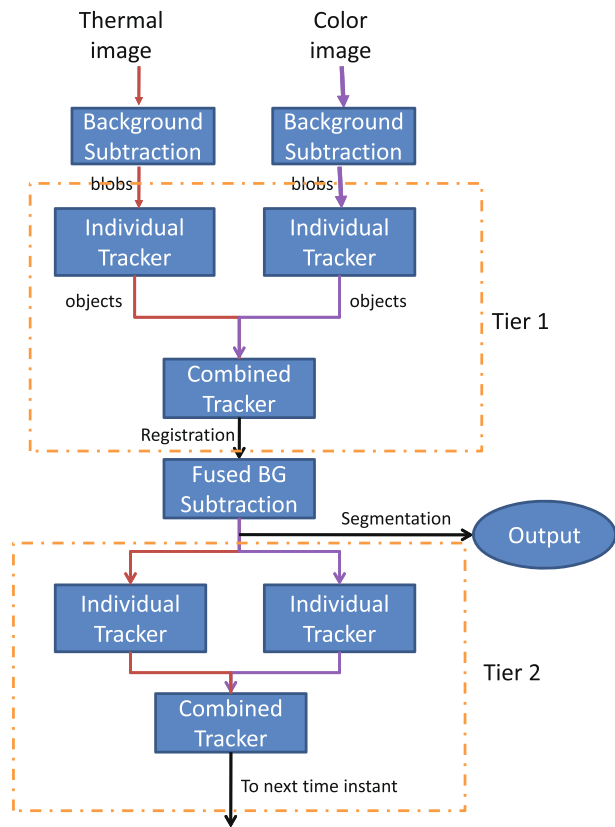 Thermal
image
Color
image
Background
Subtraction
Background
Subtraction
blobs
blobs
Individual
Tracker
Individual
Tracker
objects
objects
Tier 1
Combined
Tracker
Registration
Fused BG
Subtraction
Segmentation
Output
Individual
Tracker
Individual
Tracker
Tier 2
Combined
Tracker
To next time instant